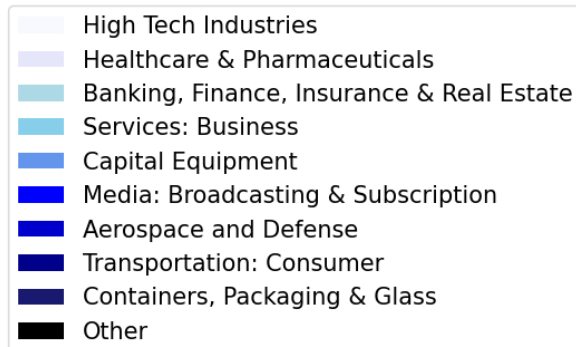 High Tech Industries
Healthcare & Pharmaceuticals
Banking, Finance, Insurance & Real Estate
Services: Business
Capital Equipment
Media: Broadcasting & Subscription
Aerospace and Defense
Transportation: Consumer
Containers, Packaging & Glass
Other